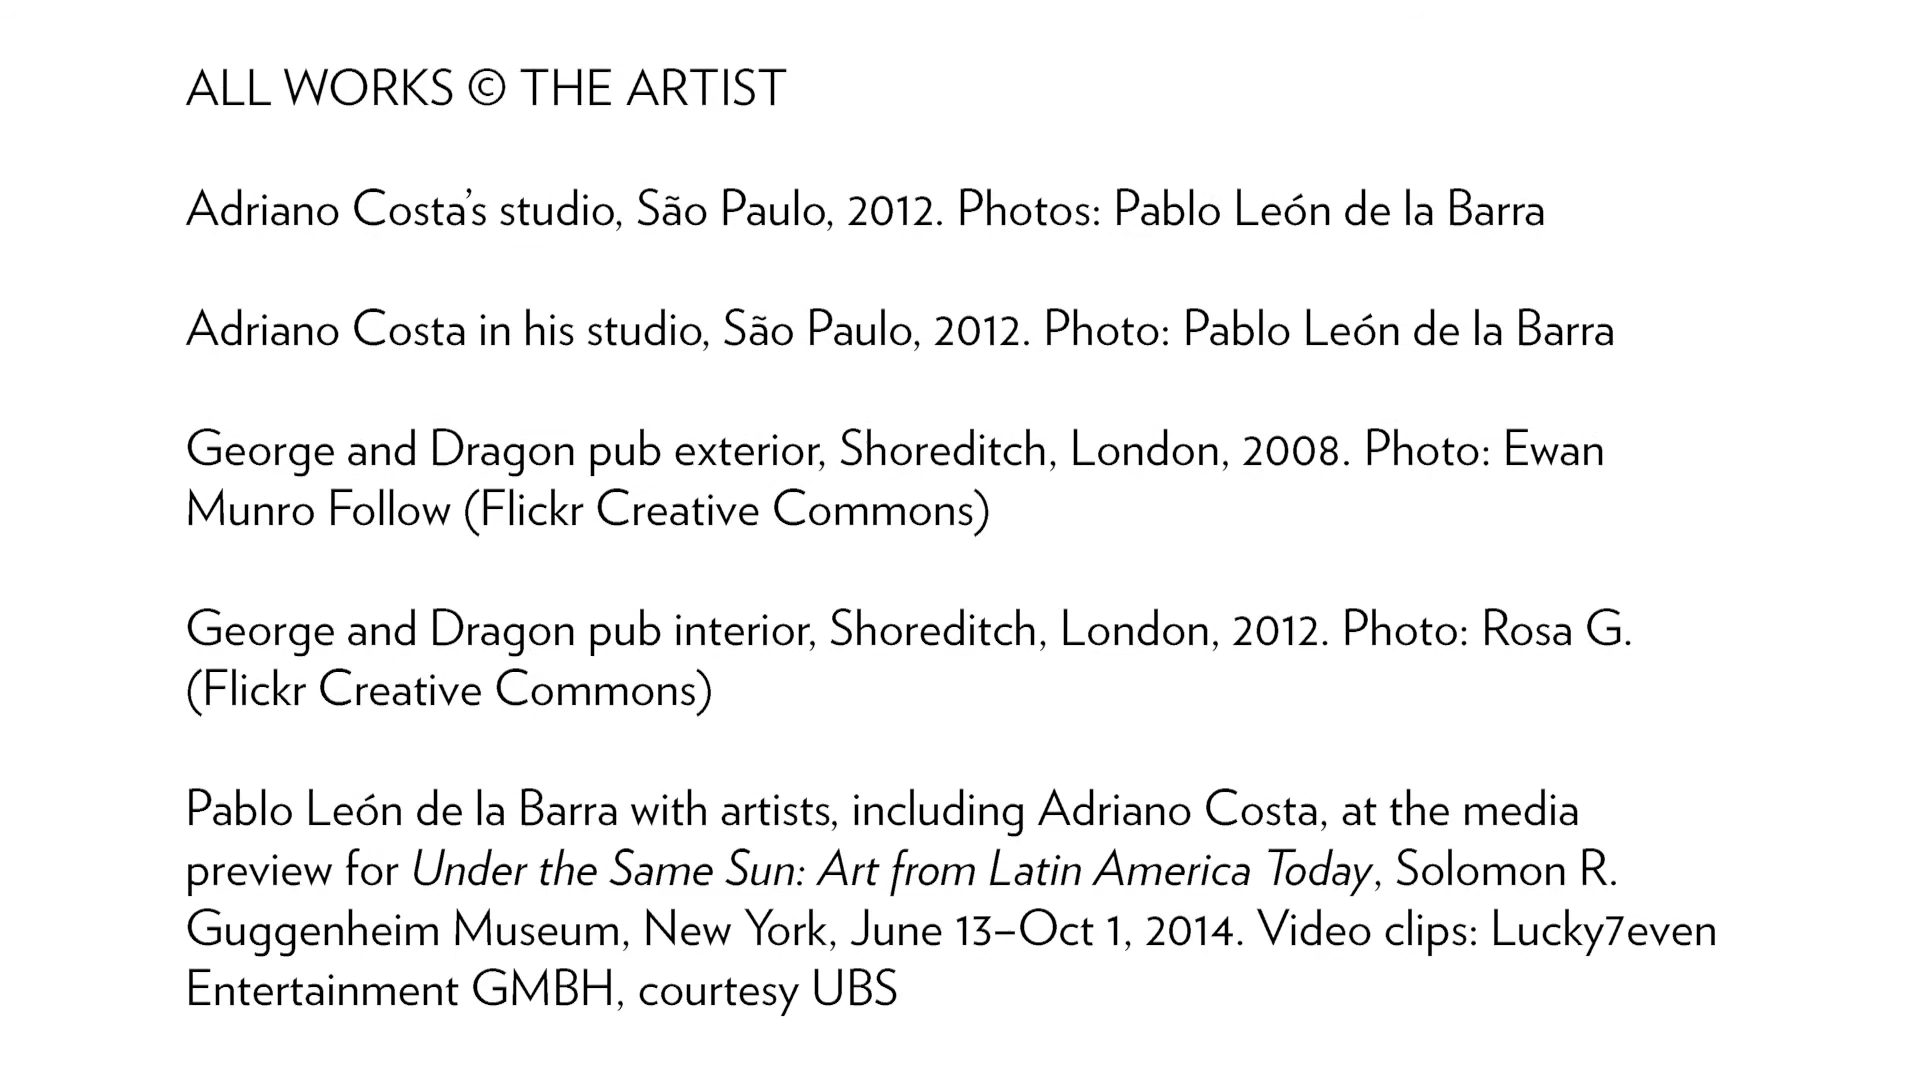 ALL WORKS © THE ARTIST
Adriano Costa’s studio, São Paulo, 2012. Photos: Pablo León de la Barra
Adriano Costa in his studio, São Paulo, 2012. Photo: Pablo León de la Barra
George and Dragon pub exterior, Shoreditch, London, 2008. Photo: Ewan
Munro Follow (Flickr Creative Commons)
George and Dragon pub interior, Shoreditch, London, 2012. Photo: Rosa G.
(Flickr Creative Commons)
Pablo León de la Barra with artists, including Adriano Costa, at the media
preview for Under the Same Sun: Art from Latin America Today, Solomon R.
Guggenheim Museum, New York, June 13–Oct 1, 2014. Video clips: Lucky7even
Entertainment GMBH, courtesy UBS